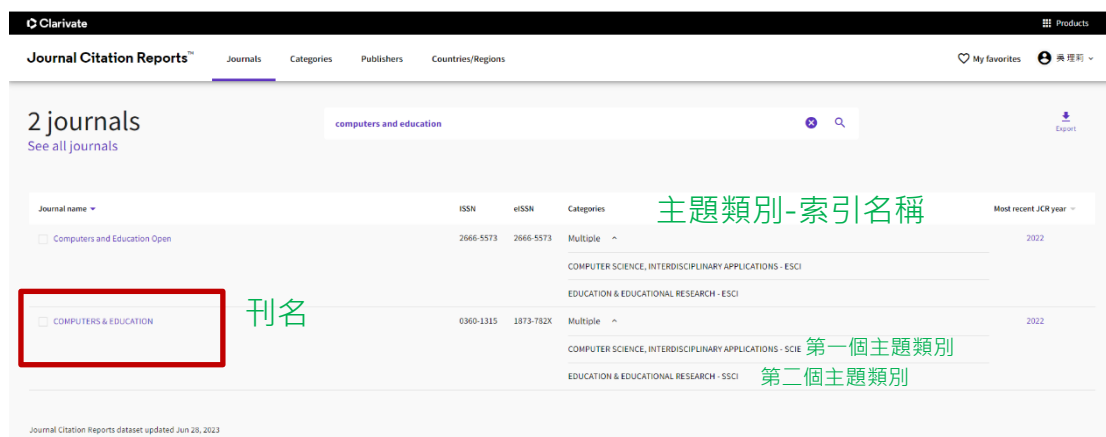 Clarivate
Products
Journal Citation Reports™
Journals
Categories
Publishers
Countries/Regions
My favorites
吳理莉
2 journals
See all journals
computers and education
Export
主題類別-索引名稱
Journal name
ISSN
eISSN
Categories
Most recent JCR year
Computers and Education Open
2666-5573
2666-5573
Multiple
2022
COMPUTER SCIENCE, INTERDISCIPLINARY APPLICATIONS - ESCI
EDUCATION & EDUCATIONAL RESEARCH - ESCI
刊名
COMPUTERS & EDUCATION
0360-1315
1873-782X
Multiple
2022
COMPUTER SCIENCE, INTERDISCIPLINARY APPLICATIONS - SCIE 第一個主題類別
EDUCATION & EDUCATIONAL RESEARCH - SSCI 第二個主題類別
Journal Citation Reports dataset updated Jun 28, 2023